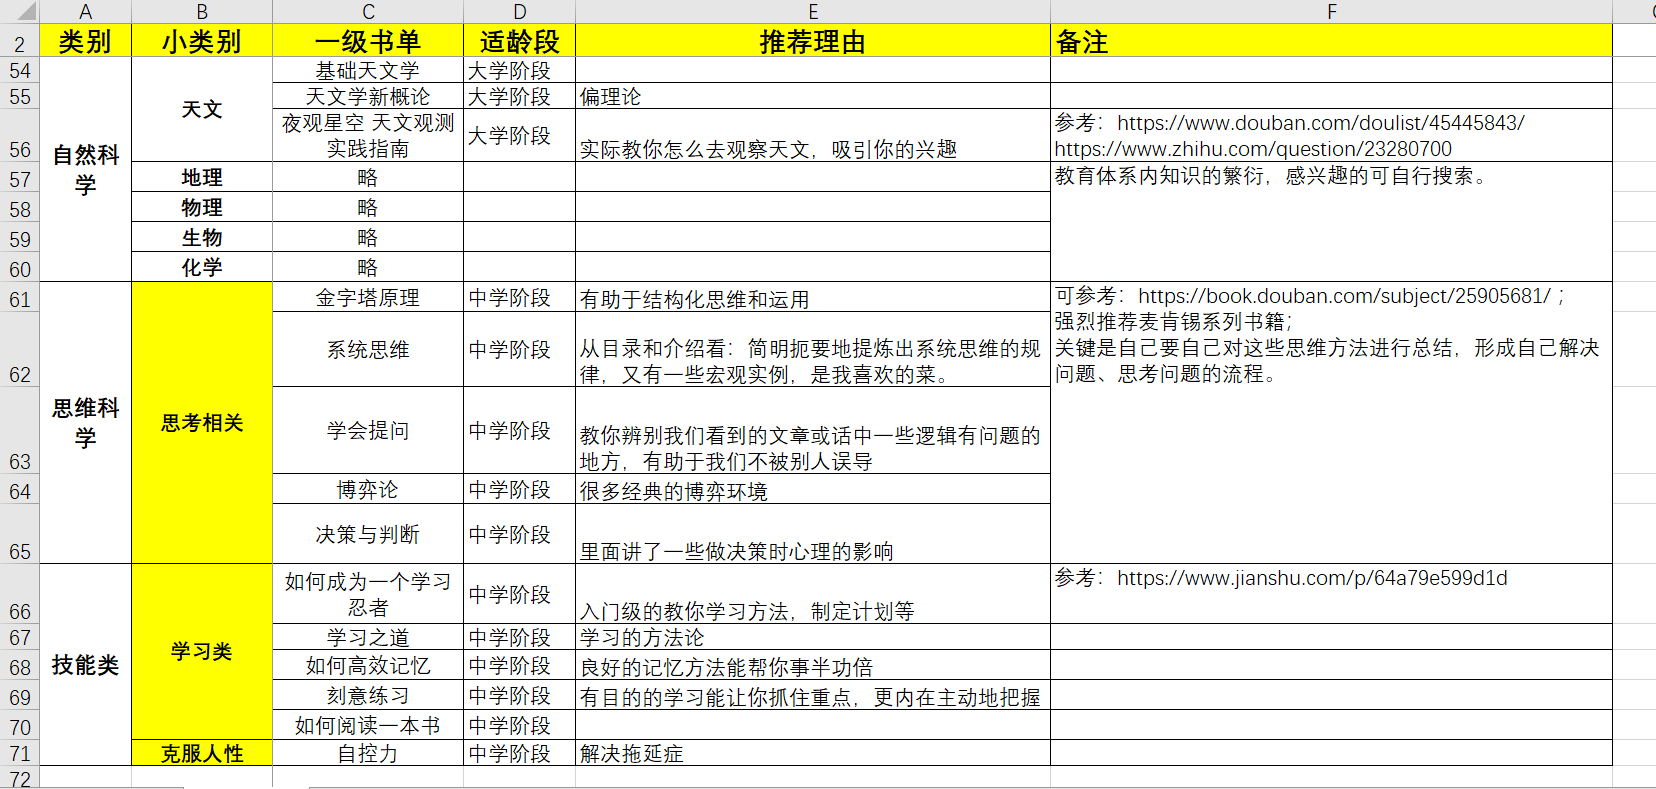 A B C D E F
2 类别 小类别 一级书单 适龄段 推荐理由 备注
54 基础天文学 大学阶段
55 天文学新概论 大学阶段 偏理论
天文
56 夜观星空 天文观测
实践指南
大学阶段
实际教你怎么去观察天文，吸引你的兴趣
参考：https://www.douban.com/doulist/45445843/
https://www.zhihu.com/question/23280700
自然科
学
57 地理 略
教育体系内知识的繁衍，感兴趣的可自行搜索。
58 物理 略
59 生物 略
60 化学 略
61 金字塔原理 中学阶段 有助于结构化思维和运用
可参考：https://book.douban.com/subject/25905681/；
强烈推荐麦肯锡系列书籍；
关键是自己要自己对这些思维方法进行总结，形成自己解决
问题、思考问题的流程。
62 系统思维 中学阶段
从目录和介绍看：简明扼要地提炼出系统思维的规
律，又有一些宏观实例，是我喜欢的菜。
思维科
学
思考相关
63 学会提问 中学阶段
教你辨别我们看到的文章或话中一些逻辑有问题的
地方，有助于我们不被别人误导
64 博弈论 中学阶段 很多经典的博弈环境
65 决策与判断 中学阶段 里面讲了一些做决策时心理的影响
66 如何成为一个学习
忍者
中学阶段
入门级的教你学习方法，制定计划等
参考：https://www.jianshu.com/p/64a79e599d1d
67 学习之道 中学阶段 学习的方法论
技能类
学习类
68 如何高效记忆 中学阶段 良好的记忆方法能帮你事半功倍
69 刻意练习 中学阶段 有目的的学习能让你抓住重点，更内在主动地把握
70 如何阅读一本书 中学阶段
71 克服人性 自控力 中学阶段 解决拖延症
72